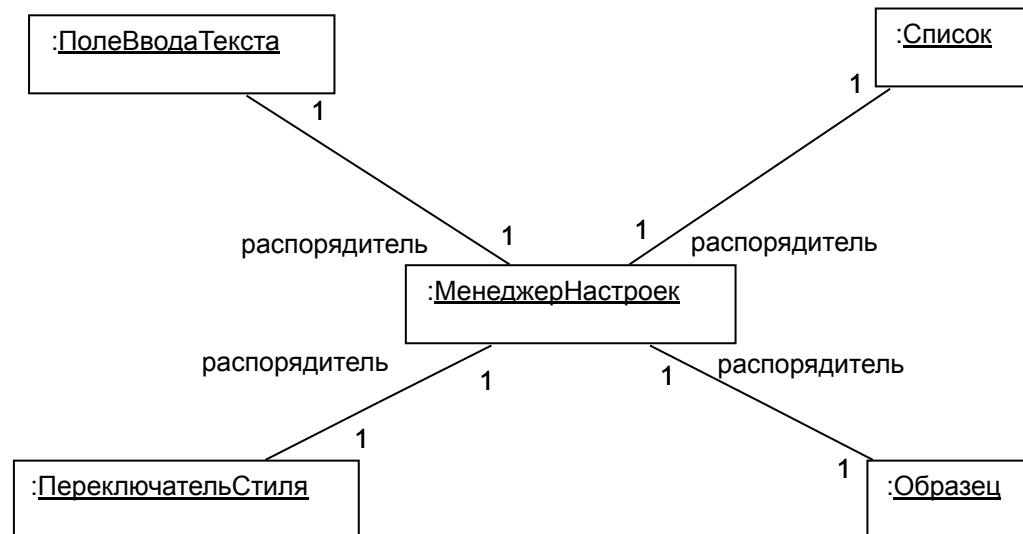 :ПолеВводаТекста
:Список
1
1
распорядитель
1
1
распорядитель
:МенеджерНастроек
распорядитель
1
1
распорядитель
1
1
:ПереключательСтиля
:Образец